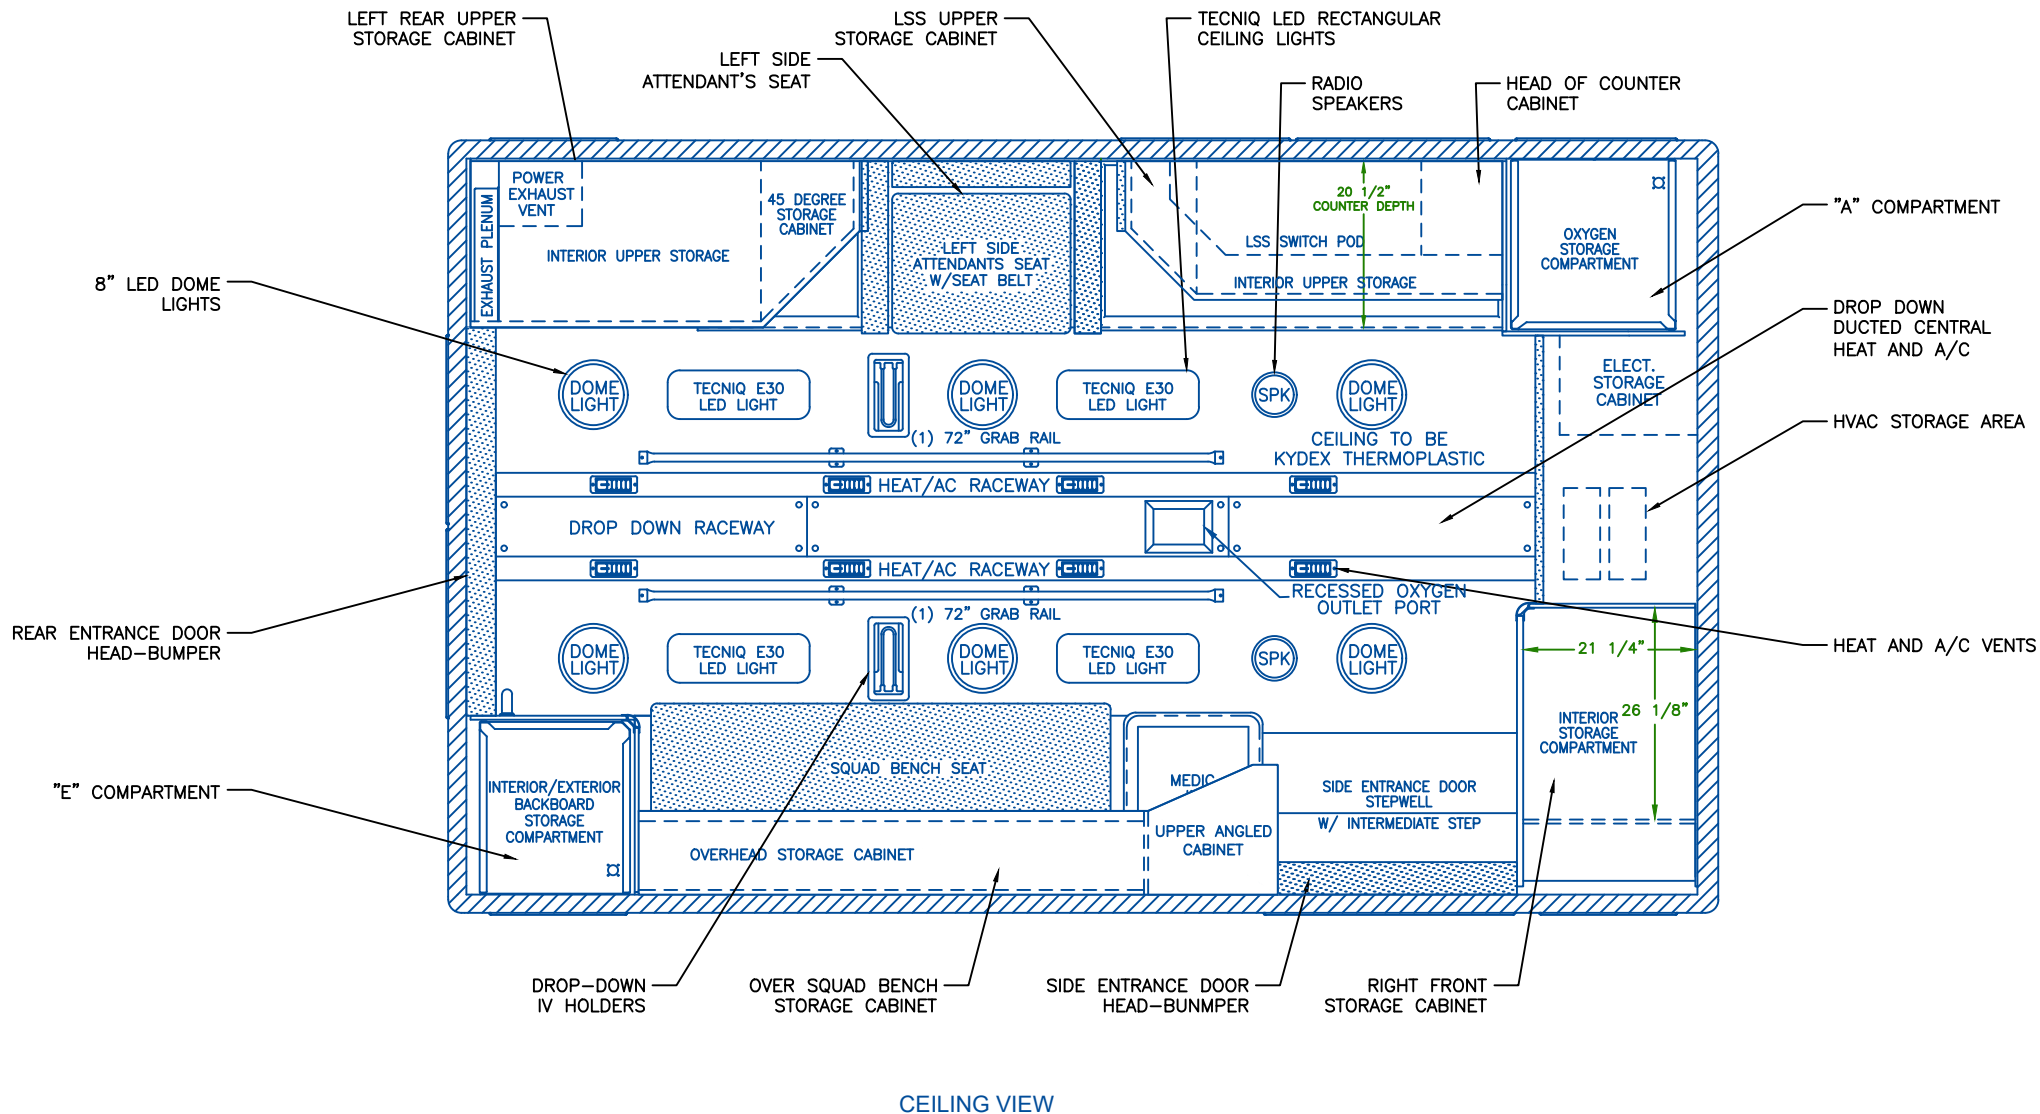 LEFT REAR UPPER
STORAGE CABINET
LSS UPPER
STORAGE CABINET
TECNIQ LED RECTANGULAR
CEILING LIGHTS
LEFT SIDE
ATTENDANT'S SEAT
RADIO
SPEAKERS
HEAD OF COUNTER
CABINET
POWER
EXHAUST
VENT
EXHAUST PLENUM
INTERIOR UPPER STORAGE
45 DEGREE
STORAGE
CABINET
LEFT SIDE
ATTENDANTS SEAT
W/SEAT BELT
20 1/2"
COUNTER DEPTH
LSS SWITCH POD
INTERIOR UPPER STORAGE
OXYGEN
STORAGE
COMPARTMENT
"A" COMPARTMENT
8" LED DOME
LIGHTS
DROP DOWN
DUCTED CENTRAL
HEAT AND A/C
ELECT.
STORAGE
CABINET
DOME
LIGHT
TECNIQ E30
LED LIGHT
DOME
LIGHT
TECNIQ E30
LED LIGHT
SPK
DOME
LIGHT
(1) 72" GRAB RAIL
CEILING TO BE
KYDEX THERMOPLASTIC
HVAC STORAGE AREA
HEAT/AC RACEWAY
DROP DOWN RACEWAY
HEAT/AC RACEWAY
RECESSED OXYGEN
OUTLET PORT
(1) 72" GRAB RAIL
REAR ENTRANCE DOOR
HEAD-BUMPER
HEAT AND A/C VENTS
DOME
LIGHT
TECNIQ E30
LED LIGHT
DOME
LIGHT
TECNIQ E30
LED LIGHT
SPK
DOME
LIGHT
21 1/4"
26 1/8"
INTERIOR
STORAGE
COMPARTMENT
"E" COMPARTMENT
INTERIOR/EXTERIOR
BACKBOARD
STORAGE
COMPARTMENT
SQUAD BENCH SEAT
MEDIC
SIDE ENTRANCE DOOR
STEPWELL
W/ INTERMEDIATE STEP
OVERHEAD STORAGE CABINET
UPPER ANGLED
CABINET
DROP-DOWN
IV HOLDERS
OVER SQUAD BENCH
STORAGE CABINET
SIDE ENTRANCE DOOR
HEAD-BUNMPER
RIGHT FRONT
STORAGE CABINET
CEILING VIEW